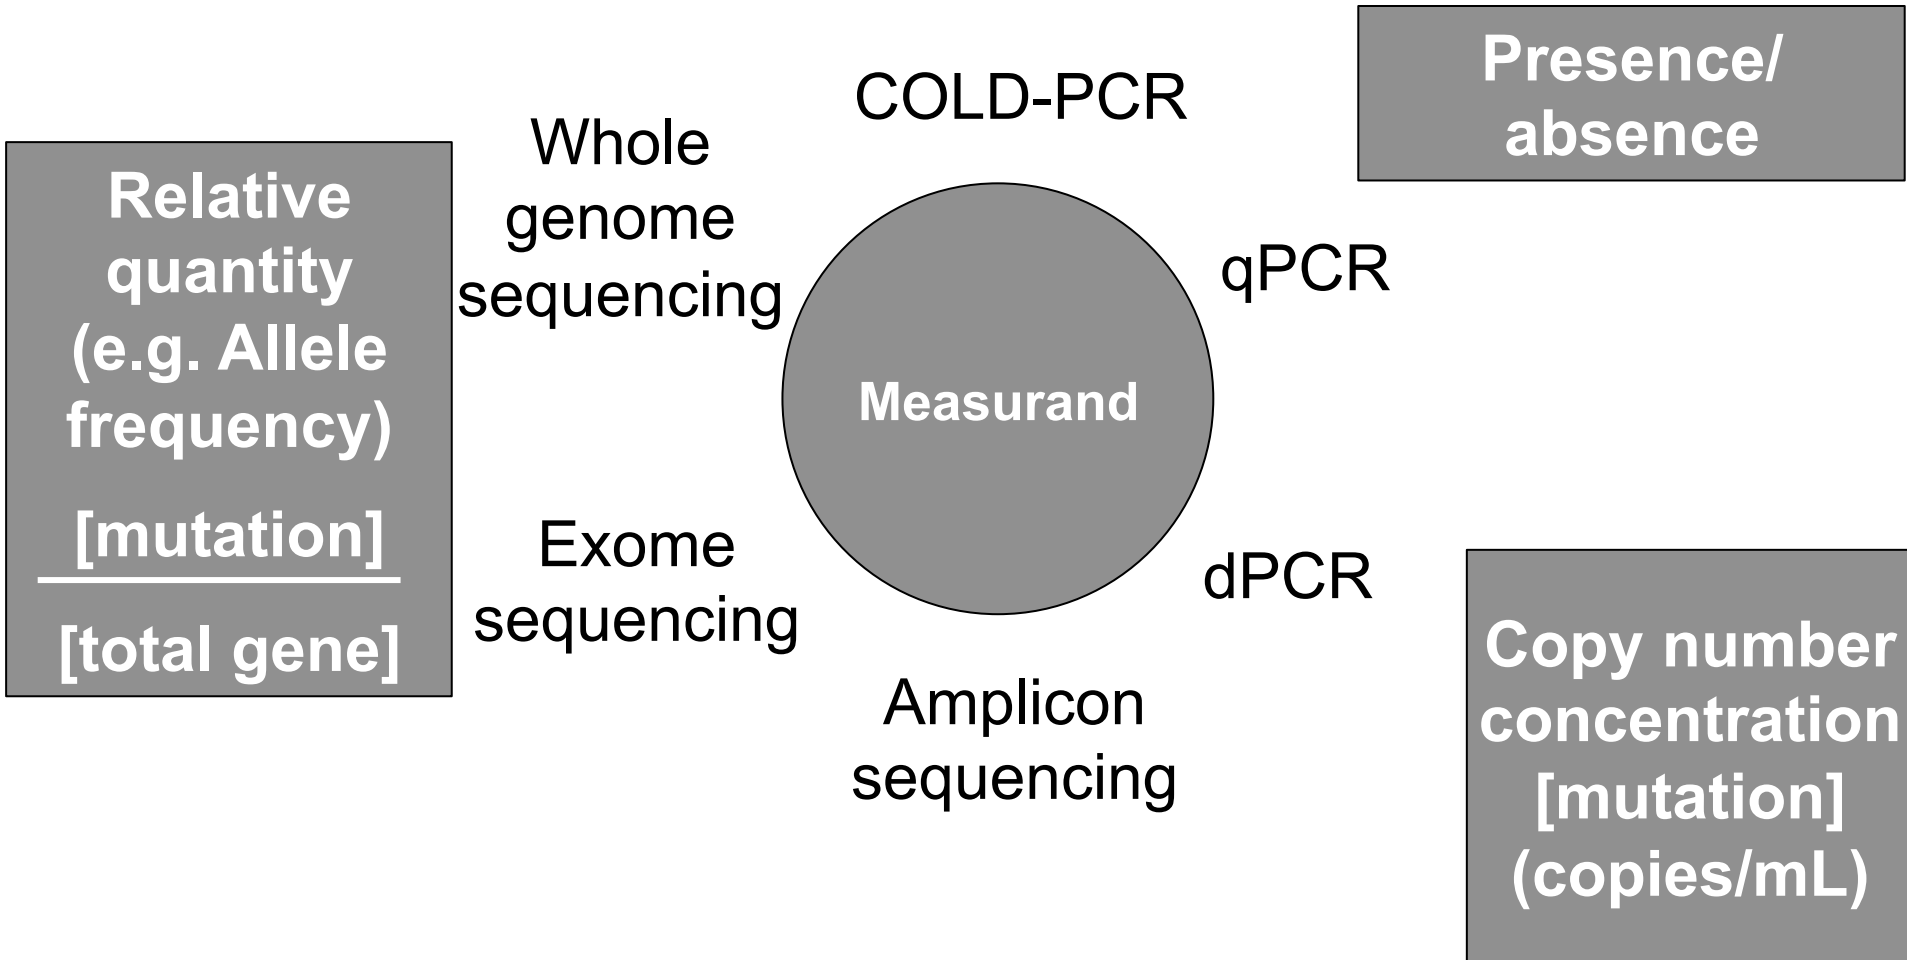 Relative
quantity
(e.g. Allele
frequency)
[mutation]
[total gene]
Whole
genome
sequencing
Exome
sequencing
COLD-PCR
Measurand
Amplicon
sequencing
qPCR
dPCR
Presence/
absence
Copy number
concentration
[mutation]
(copies/mL)